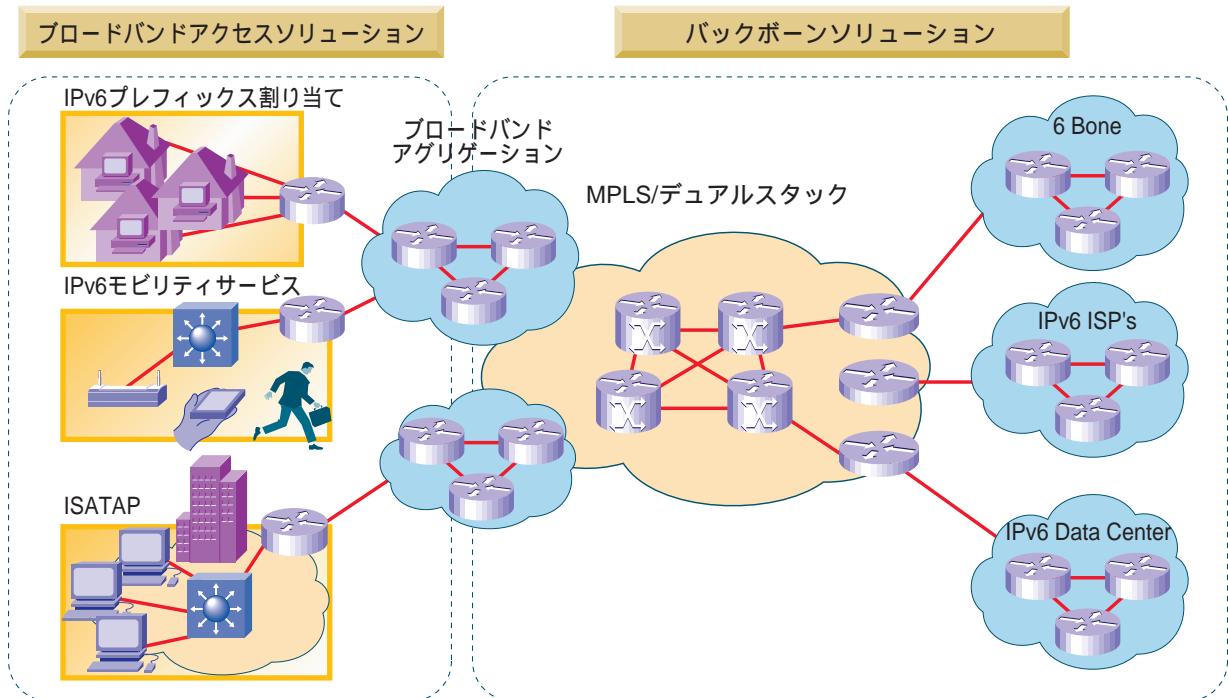 ブロードバンドアクセスソリューション
バックボーンソリューション
IPv6プレフィックス割り当て
ブロードバンド
アグリゲーション
6 Bone
MPLS/デュアルスタック
IPv6モビリティサービス
IPv6 ISP's
ISATAP
IPv6 Data Center